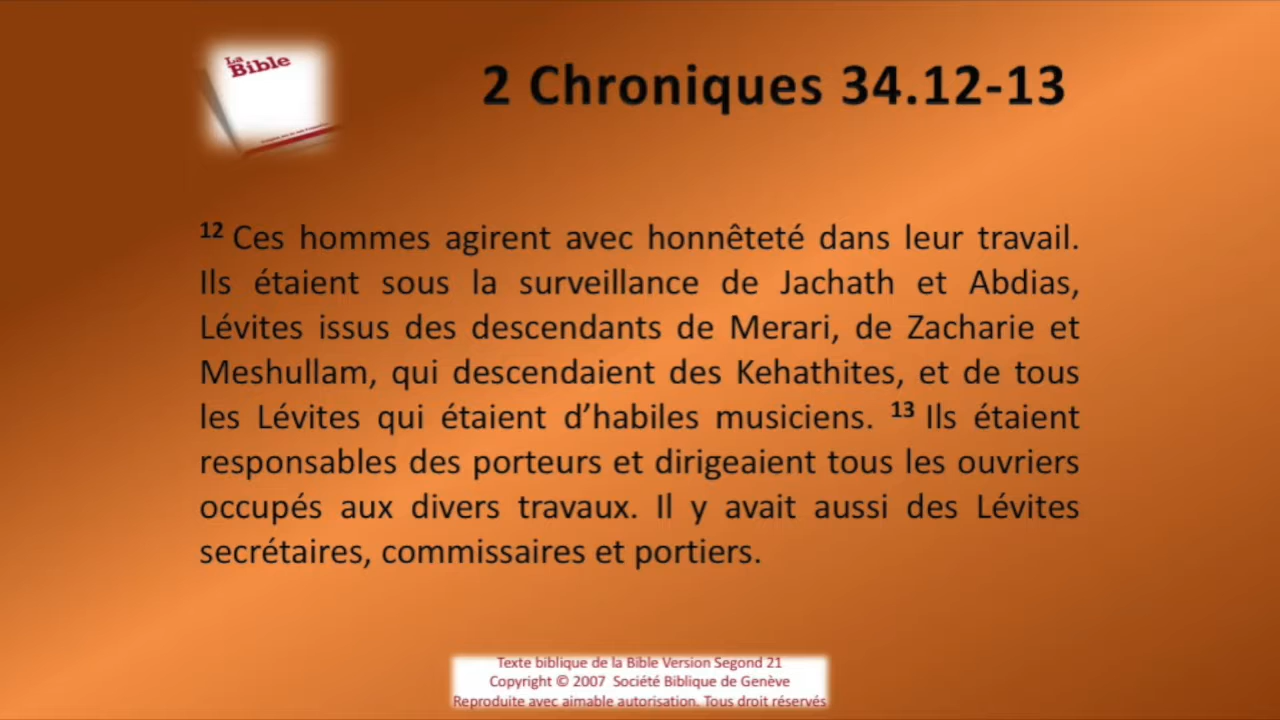 La
Bible
2 Chroniques 34.12-13
12 Ces hommes agirent avec honnêteté dans leur travail.
Ils étaient sous la surveillance de Jachath et Abdias,
Lévites issus des descendants de Merari, de Zacharie et
Meshullam, qui descendaient des Kehathites, et de tous
les Lévites qui étaient d’habiles musiciens. 13 Ils étaient
responsables des porteurs et dirigeaient tous les ouvriers
occupés aux divers travaux. Il y avait aussi des Lévites
secrétaires, commissaires et portiers.
Texte biblique de la Bible Version Segond 21
Copyright © 2007 Société Biblique de Genève
Reproduite avec aimable autorisation. Tous droit réservés